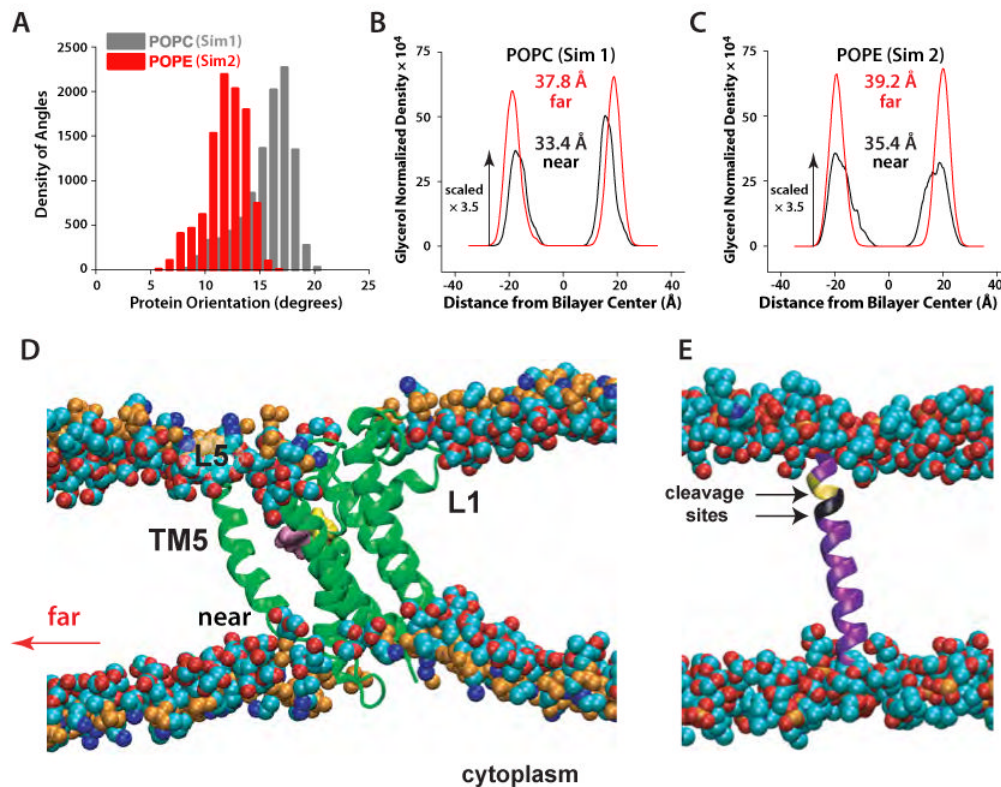 A
POPC (Sim1)
POPE (Sim2)
2500
2000
1500
1000
500
0
Density of Angles
0 5 10 15 20 25
Protein Orientation (degrees)
B
POPC (Sim 1)
75
50
25
0
Glycerol Normalized Density × 10⁴
37.8 Å
far
33.4 Å
near
scaled
× 3.5
-40 -20 0 20 40
Distance from Bilayer Center (Å)
C
POPE (Sim 2)
75
50
25
0
Glycerol Normalized Density × 10⁴
39.2 Å
far
35.4 Å
near
scaled
× 3.5
-40 -20 0 20 40
Distance from Bilayer Center (Å)
D
L5
L1
TM5
near
far
cytoplasm
E
cleavage
sites